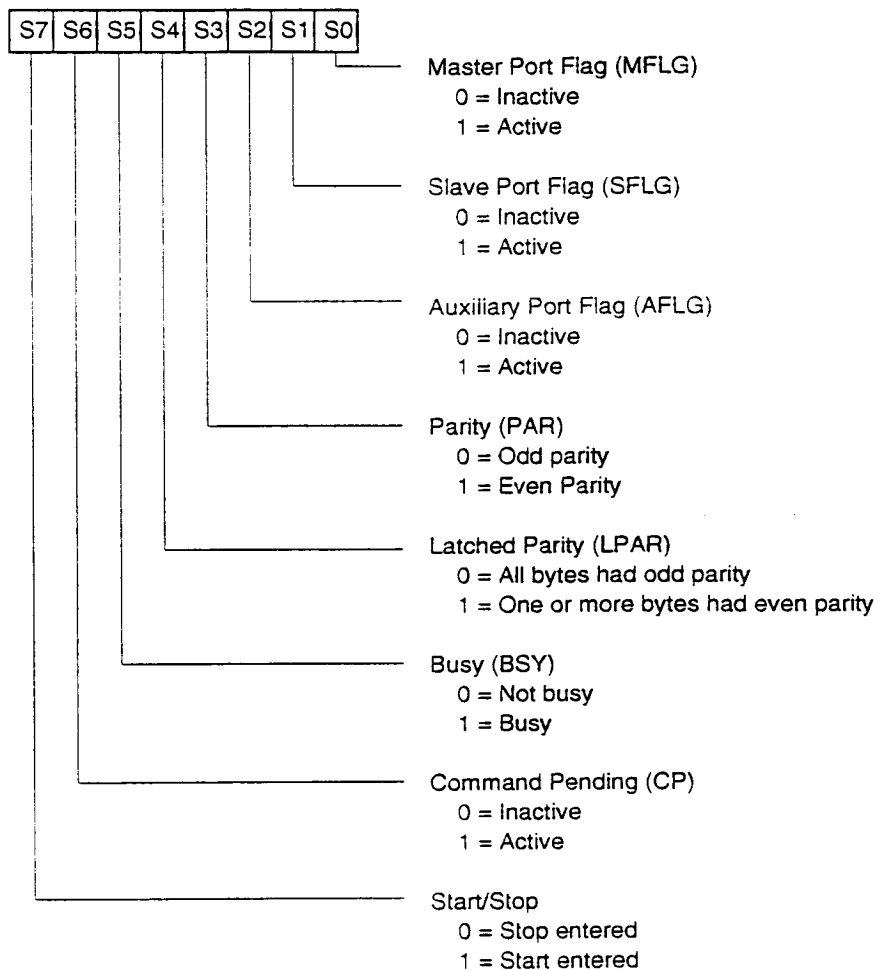 S7 S6 S5 S4 S3 S2 S1 S0
Master Port Flag (MFLG)
0 = Inactive
1 = Active
Slave Port Flag (SFLG)
0 = Inactive
1 = Active
Auxiliary Port Flag (AFLG)
0 = Inactive
1 = Active
Parity (PAR)
0 = Odd parity
1 = Even Parity
Latched Parity (LPAR)
0 = All bytes had odd parity
1 = One or more bytes had even parity
Busy (BSY)
0 = Not busy
1 = Busy
Command Pending (CP)
0 = Inactive
1 = Active
Start/Stop
0 = Stop entered
1 = Start entered